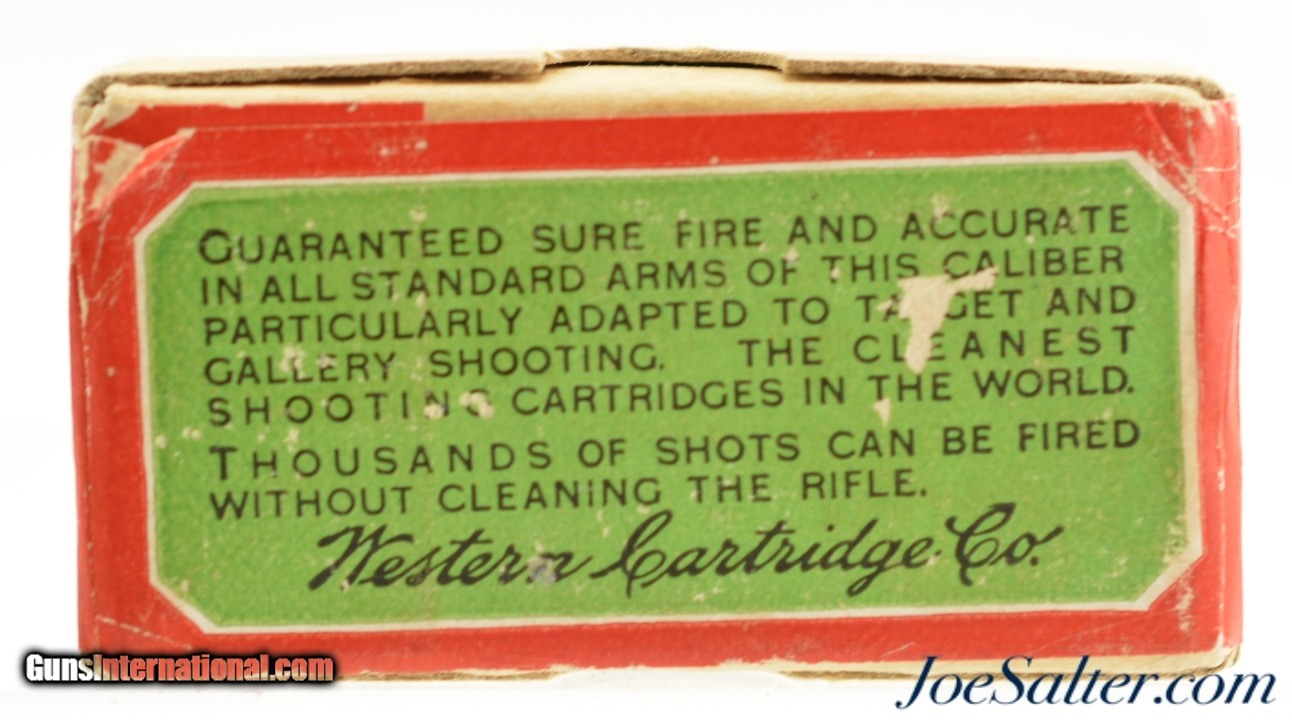 GUARANTEED SURE FIRE AND ACCURATE
IN ALL STANDARD ARMS OF THIS CALIBER
PARTICULARLY ADAPTED TO TARGET AND
GALLERY SHOOTING. THE CLEANEST
SHOOTING CARTRIDGES IN THE WORLD.
THOUSANDS OF SHOTS CAN BE FIRED
WITHOUT CLEANING THE RIFLE.
Western Cartridge Co.
GunsInternational.com
JoeSalter.com